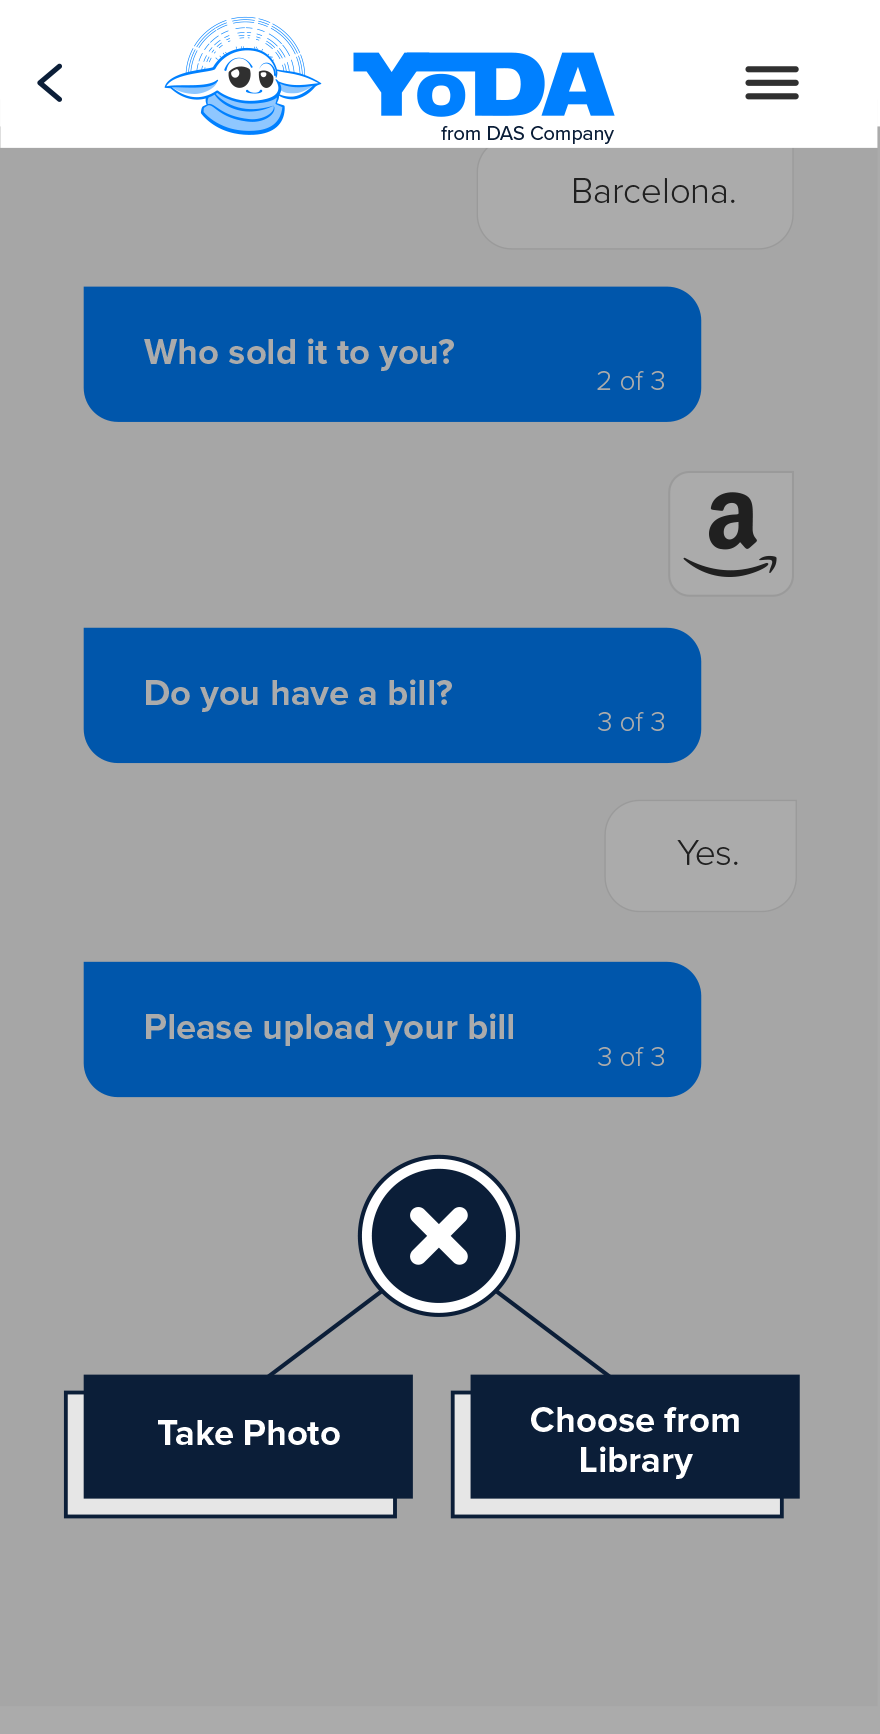 YoDA
from DAS Company
Barcelona.
Who sold it to you?
2 of 3
a
Do you have a bill?
3 of 3
Yes.
Please upload your bill
3 of 3
Take Photo
Choose from
Library